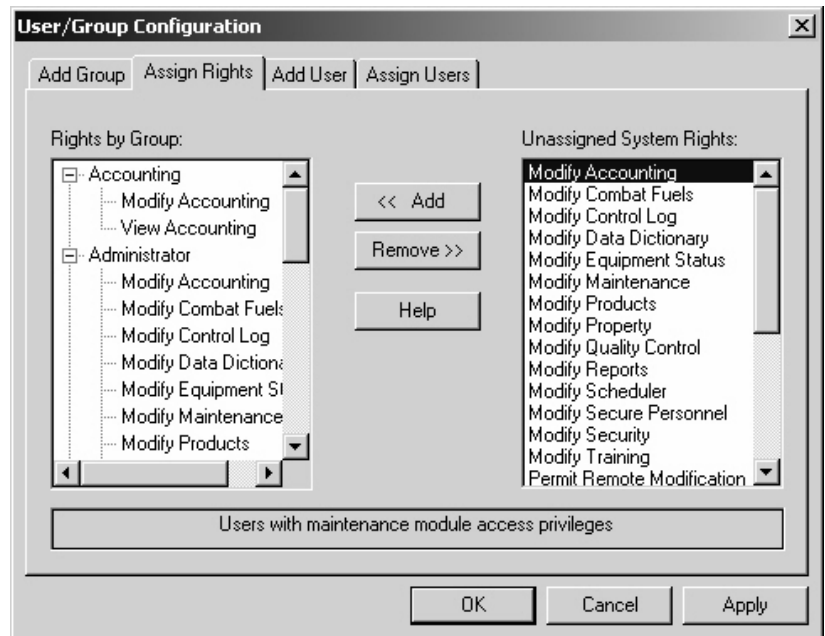 User/Group Configuration
Add Group
Assign Rights
Add User
Assign Users
Rights by Group:
Accounting
Modify Accounting
View Accounting
Administrator
Modify Accounting
Modify Combat Fuels
Modify Control Log
Modify Data Dictiona
Modify Equipment St
Modify Maintenance
Modify Products
<< Add
Remove >>
Help
Unassigned System Rights:
Modify Accounting
Modify Combat Fuels
Modify Control Log
Modify Data Dictionary
Modify Equipment Status
Modify Maintenance
Modify Products
Modify Property
Modify Quality Control
Modify Reports
Modify Scheduler
Modify Secure Personnel
Modify Security
Modify Training
Permit Remote Modification
Users with maintenance module access privileges
OK
Cancel
Apply